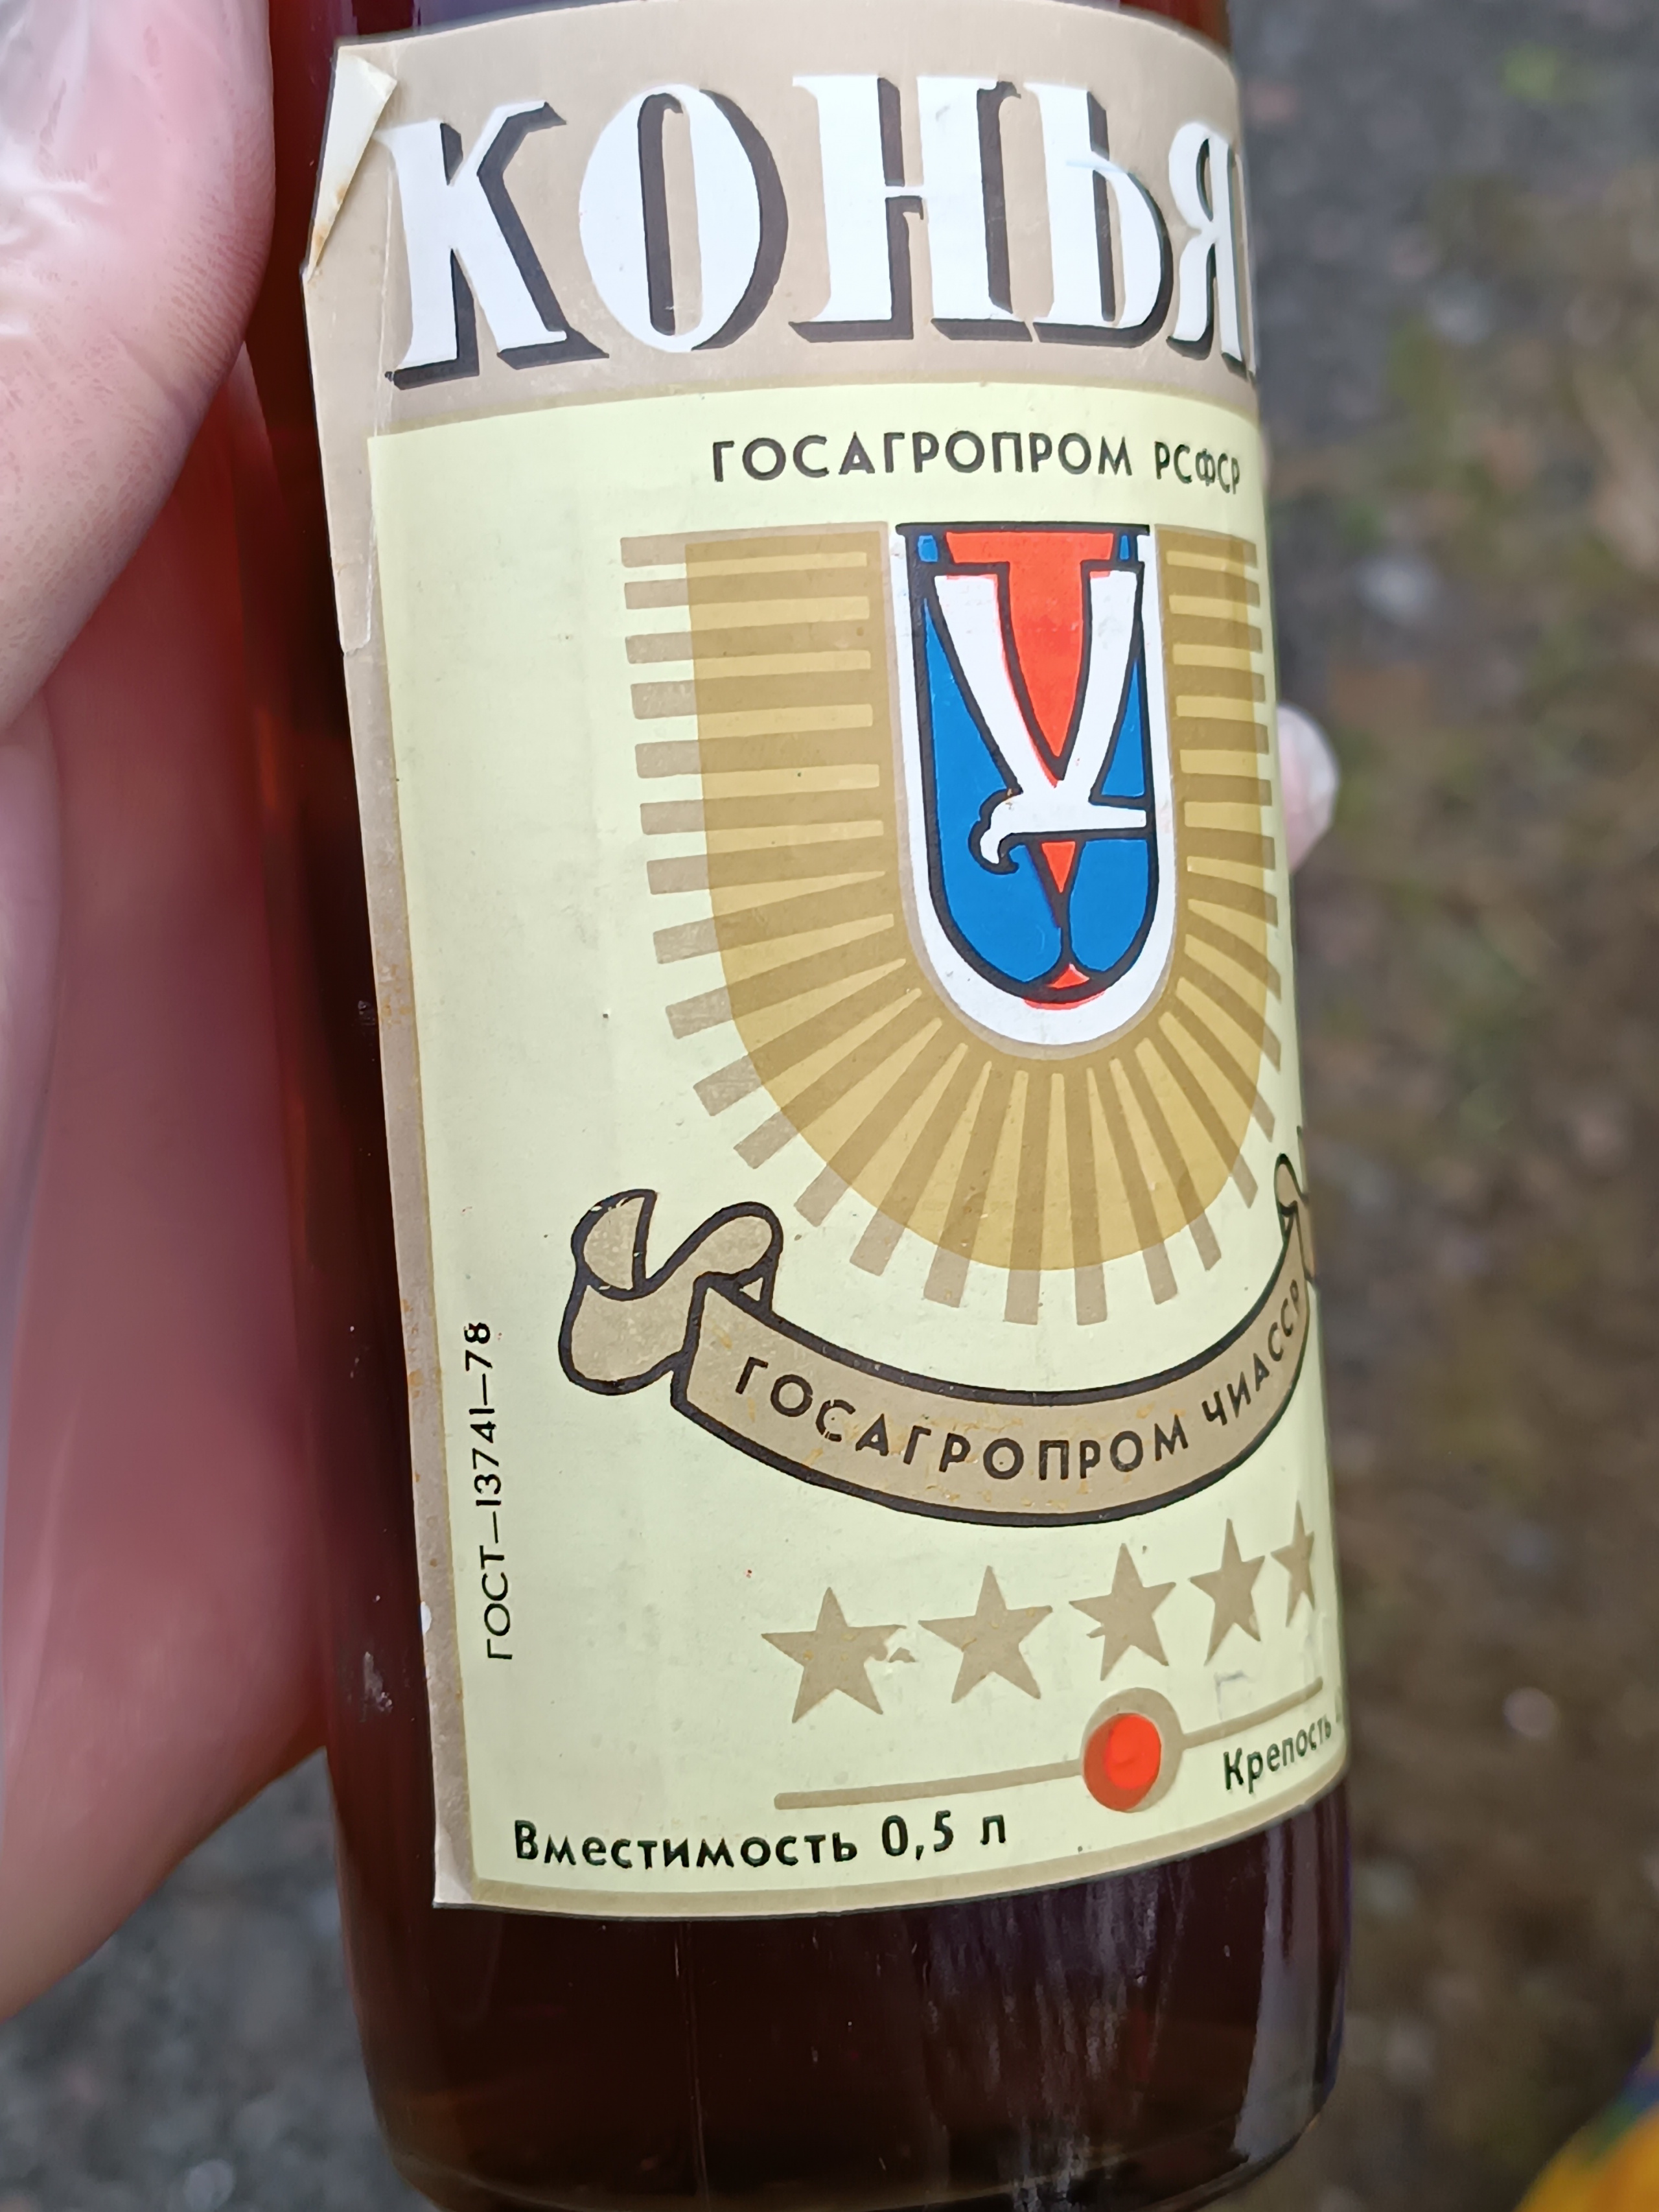 КОНЬЯ
ГОСАГРОПРОМ РСФСР
ГОСАГРОПРОМ ЧИАССР
ГОСТ—13741—78
Крепость
Вместимость 0,5 л